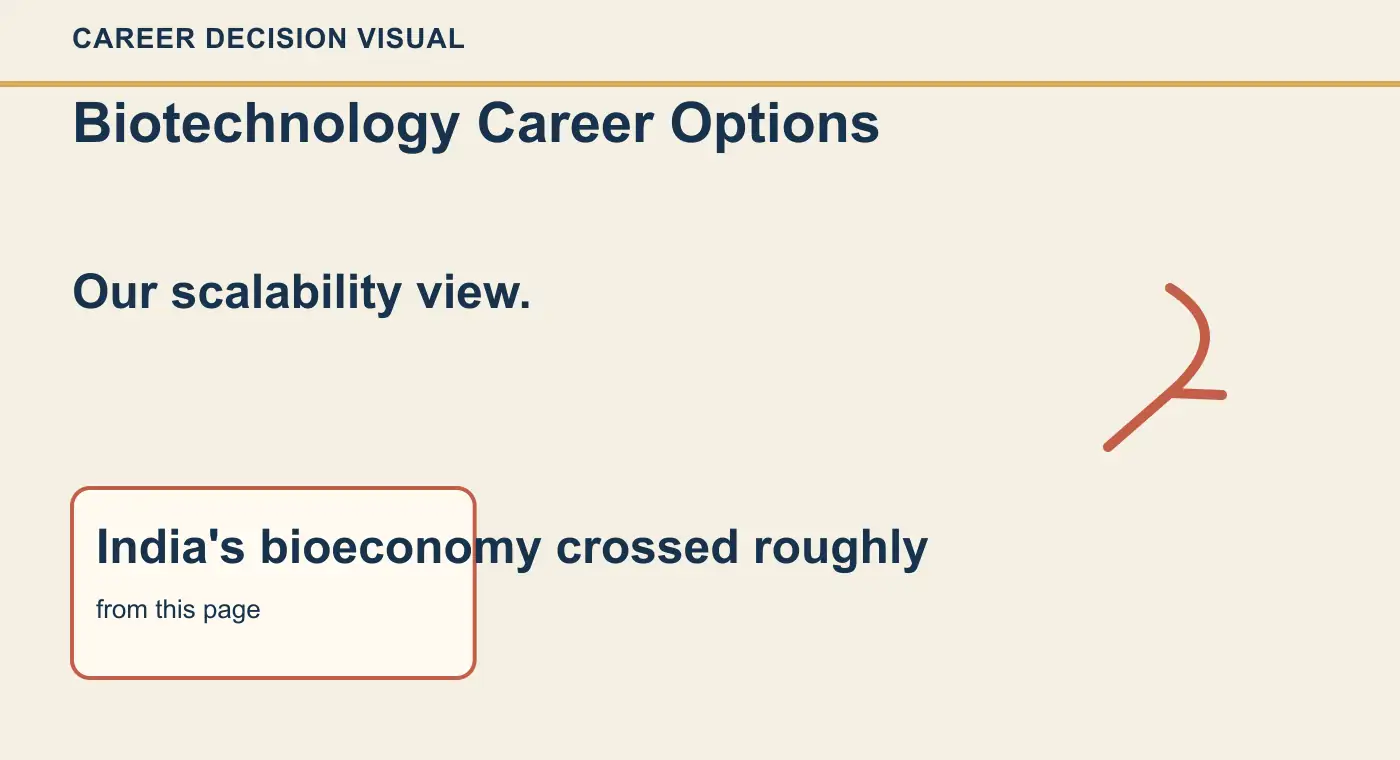 CAREER DECISION VISUAL
Biotechnology Career Options
Our scalability view.
India's bioeconomy crossed roughly
from this page